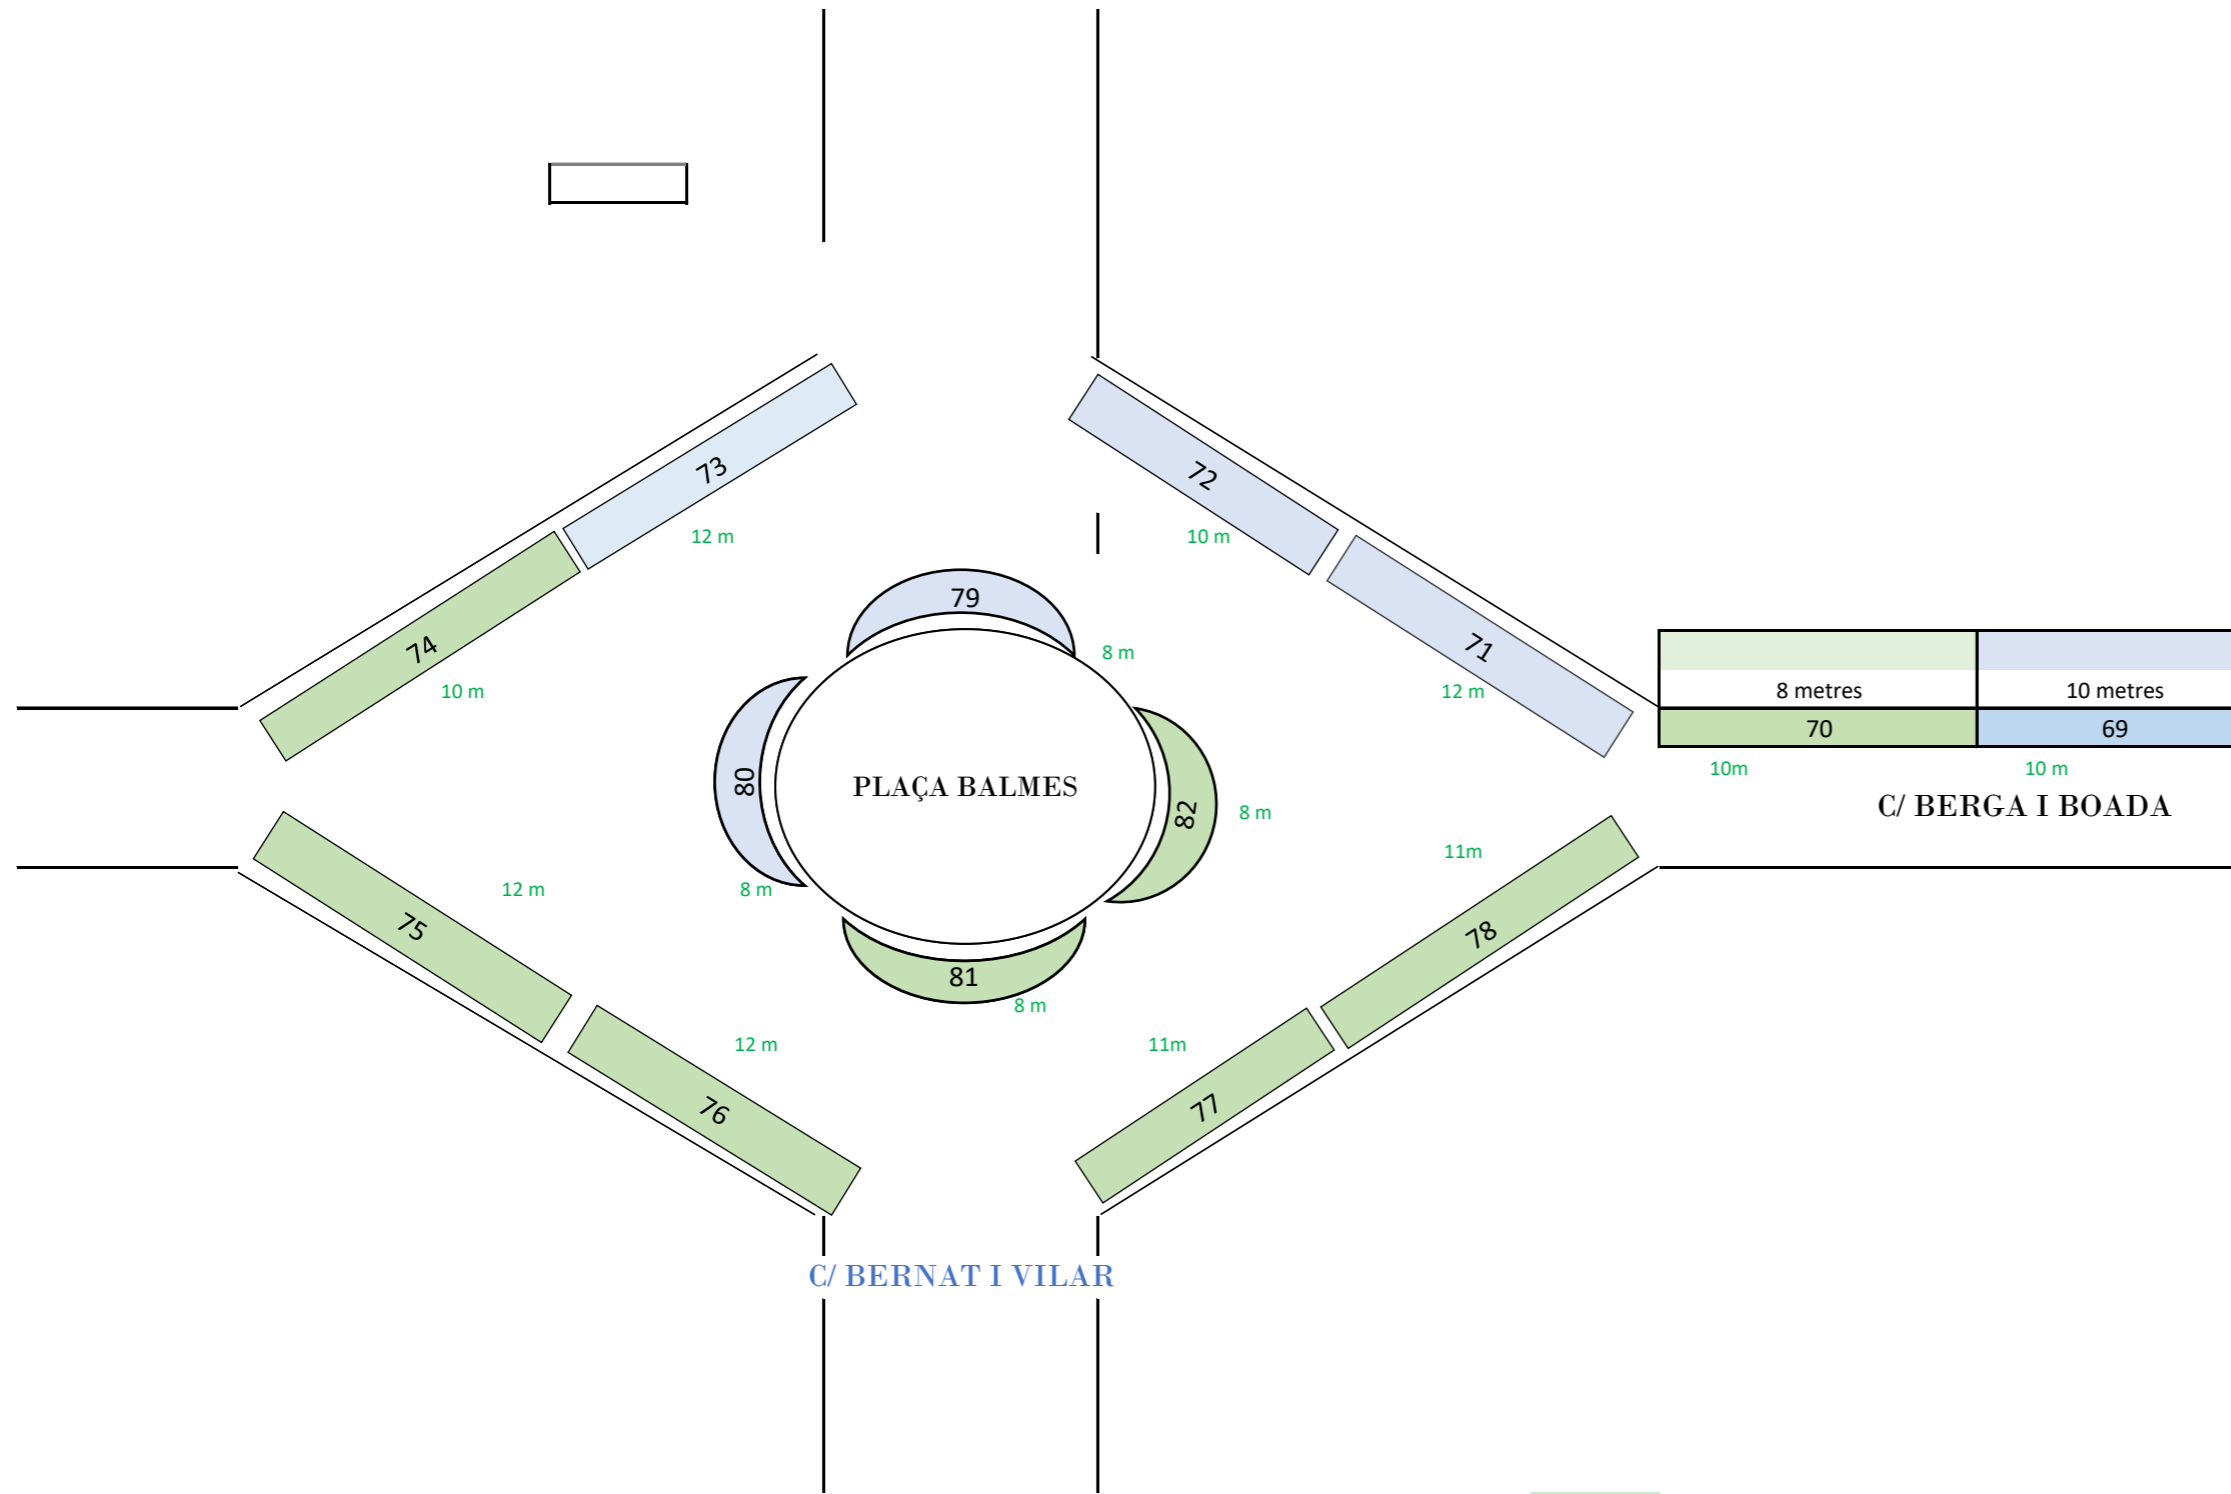 73
72
12 m
10 m
79
74
71
8 m
10 m
12 m
8 metres
10 metres
70
69
10m
10 m
80
PLAÇA BALMES
82
8 m
C/ BERGA I BOADA
11m
12 m
8 m
75
78
81
8 m
12 m
11m
76
77
C/ BERNAT I VILAR